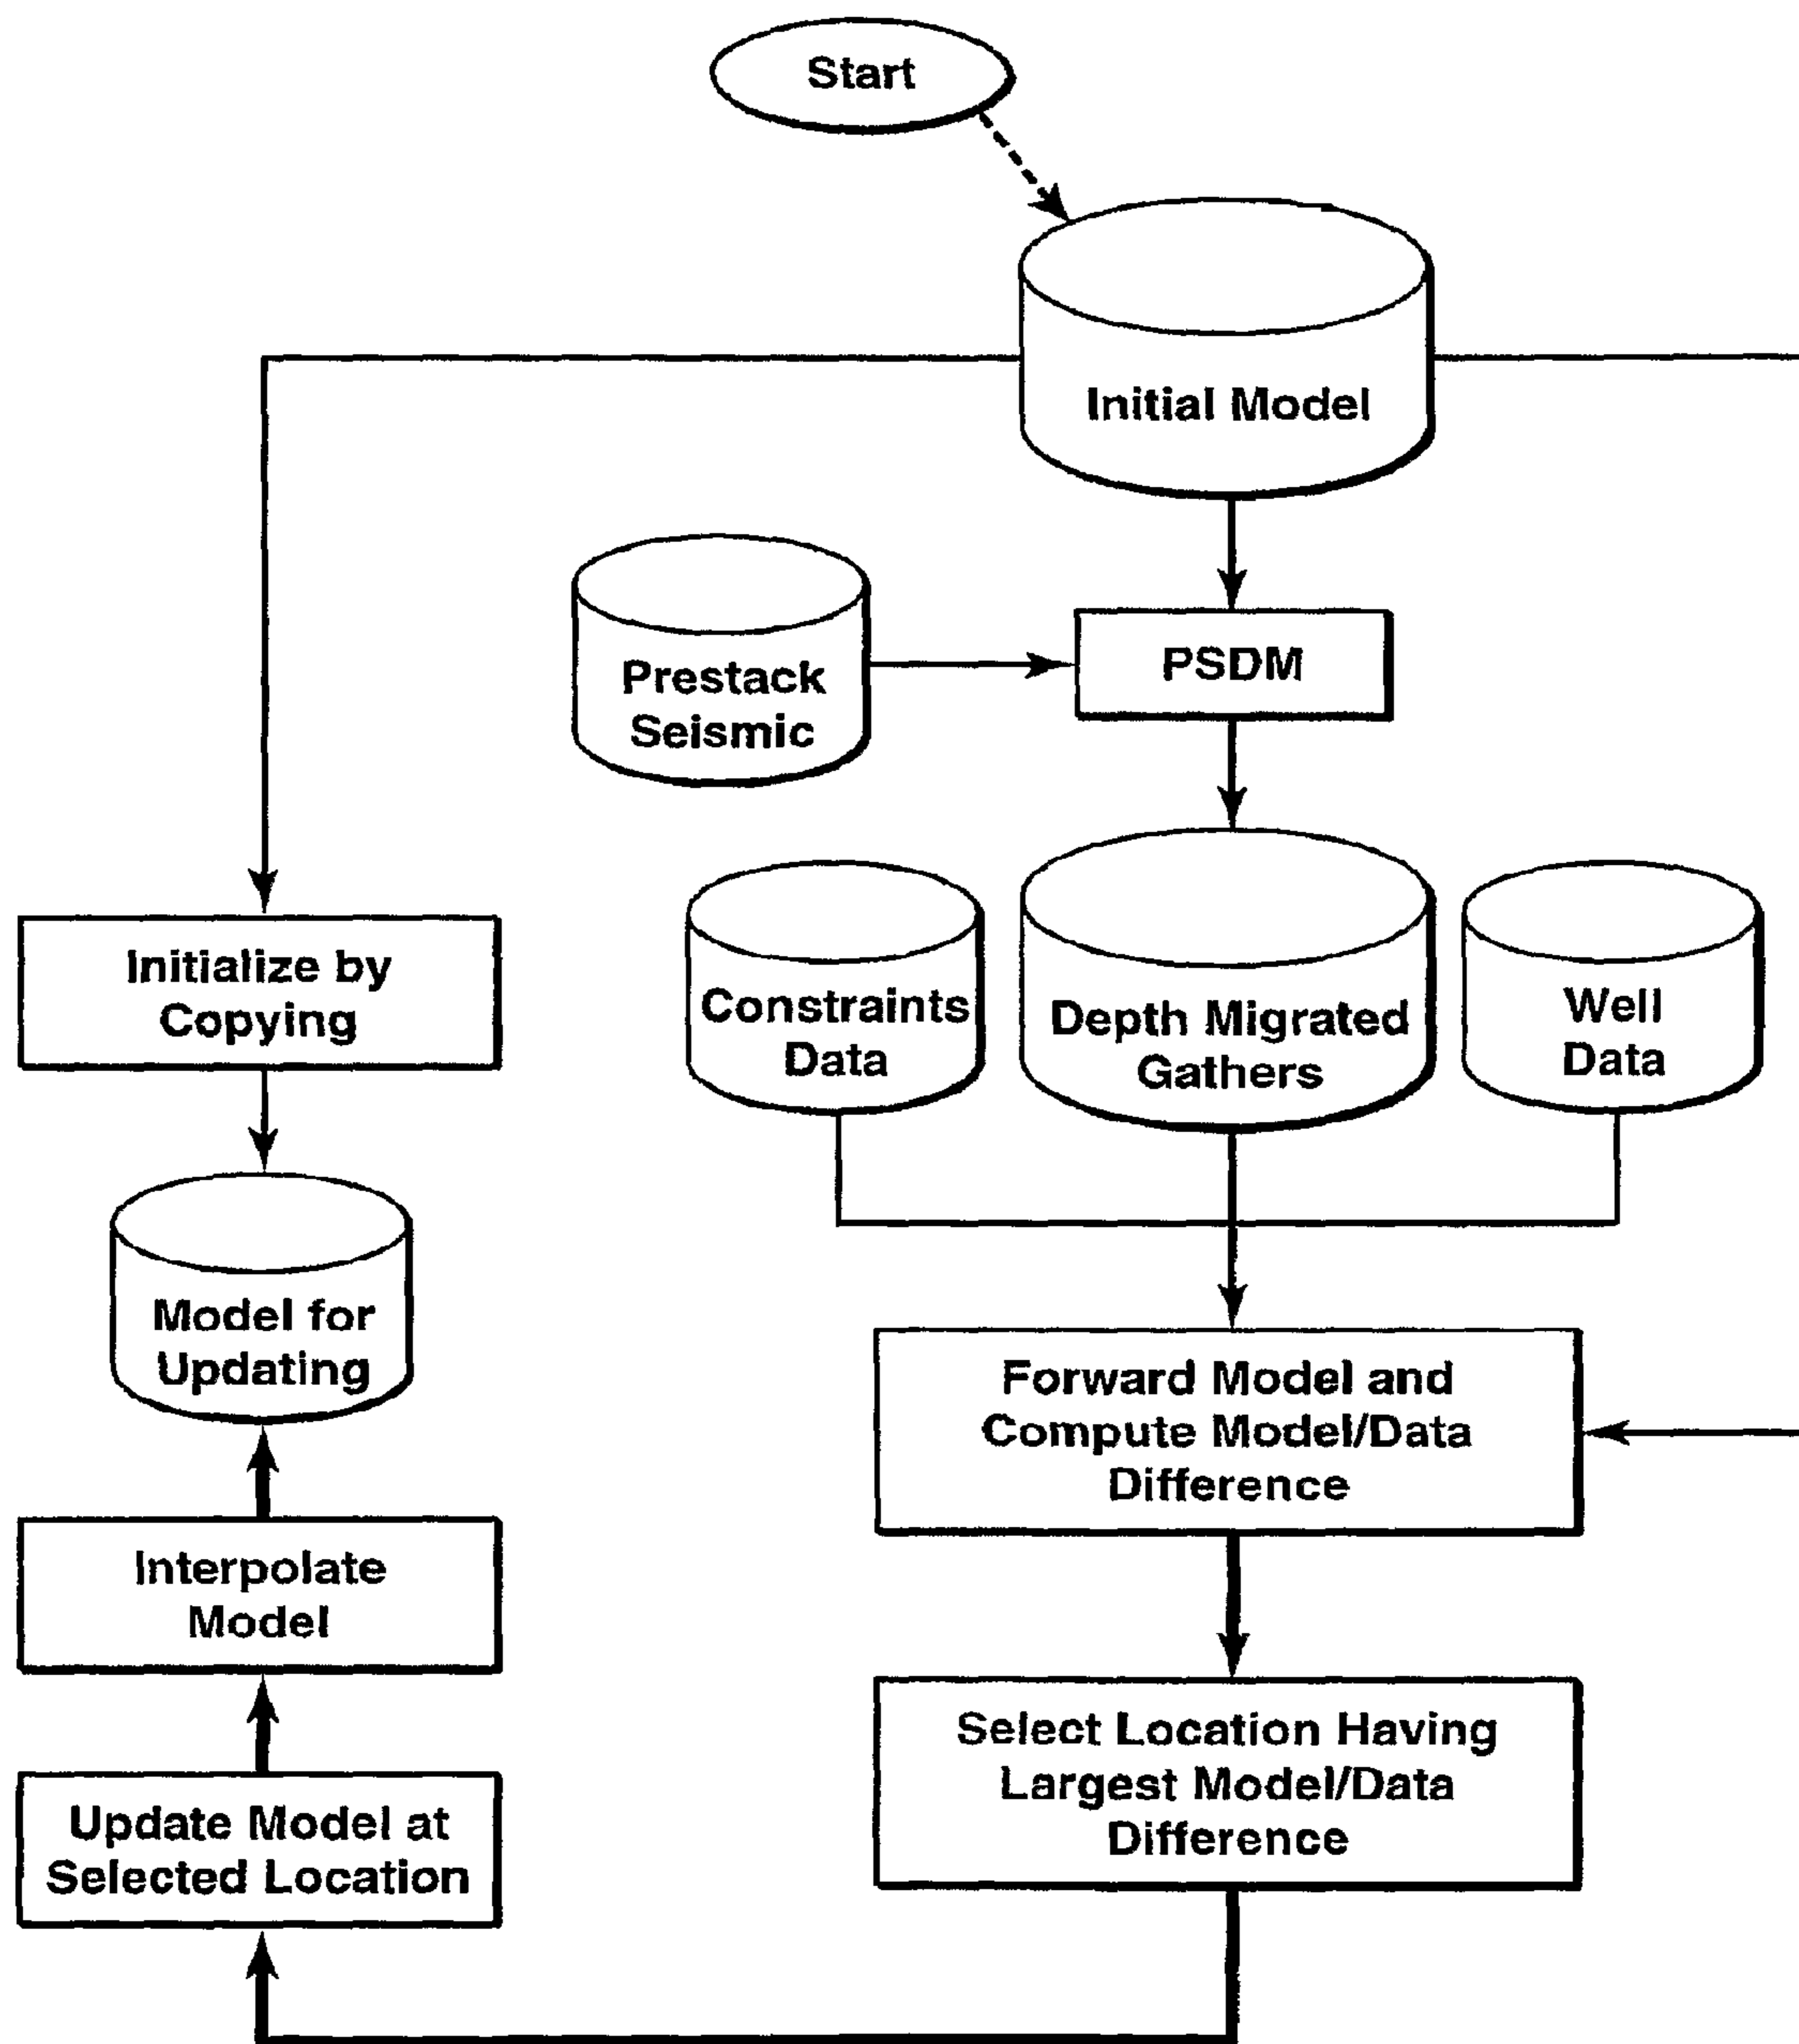 Start
Initial Model
Prestack
Seismic
PSDM
Initialize by
Copying
Constraints
Data
Depth Migrated
Gathers
Well
Data
Model for
Updating
Forward Model and
Compute Model/Data
Difference
Interpolate
Model
Select Location Having
Largest Model/Data
Difference
Update Model at
Selected Location